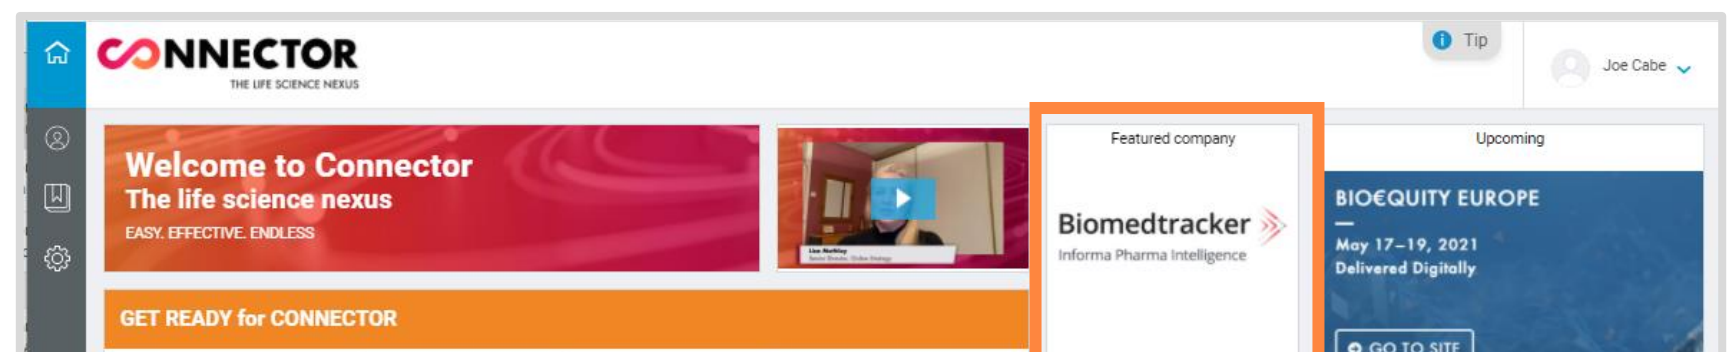 CONNECTOR
THE LIFE SCIENCE NEXUS
Tip
Joe Cabe
Welcome to Connector
The life science nexus
EASY. EFFECTIVE. ENDLESS
Featured company
Biomedtracker
Informa Pharma Intelligence
Upcoming
BIO€QUITY EUROPE
May 17–19, 2021
Delivered Digitally
GO TO SITE
GET READY for CONNECTOR